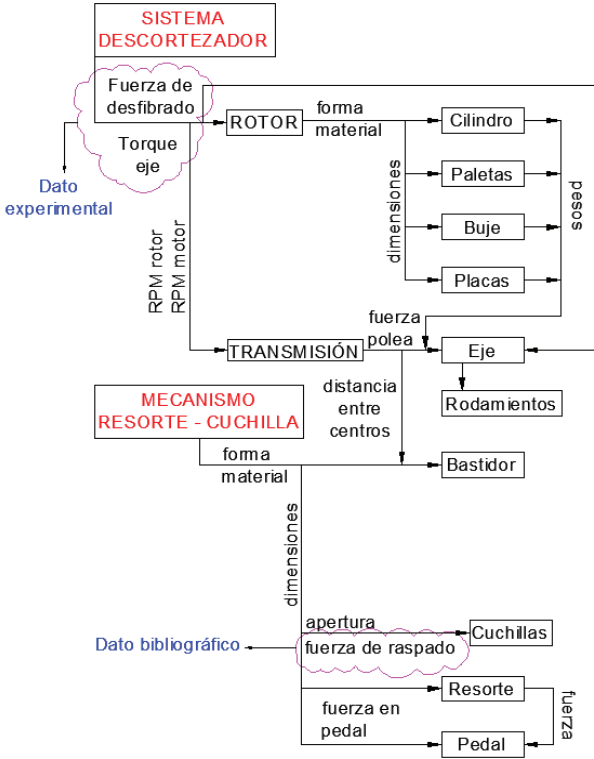 SISTEMA
DESCORTEZADOR
Fuerza de
desfibrado
Torque
eje
Dato
experimental
ROTOR
forma
material
dimensiones
Cilindro
Paletas
Buje
Placas
pesos
RPM rotor
RPM motor
TRANSMISIÓN
fuerza
polea
Eje
Rodamientos
distancia
entre
centros
MECANISMO
RESORTE - CUCHILLA
forma
material
Bastidor
dimensiones
apertura
Cuchillas
Dato bibliográfico
fuerza de raspado
Resorte
fuerza en
pedal
fuerza
Pedal